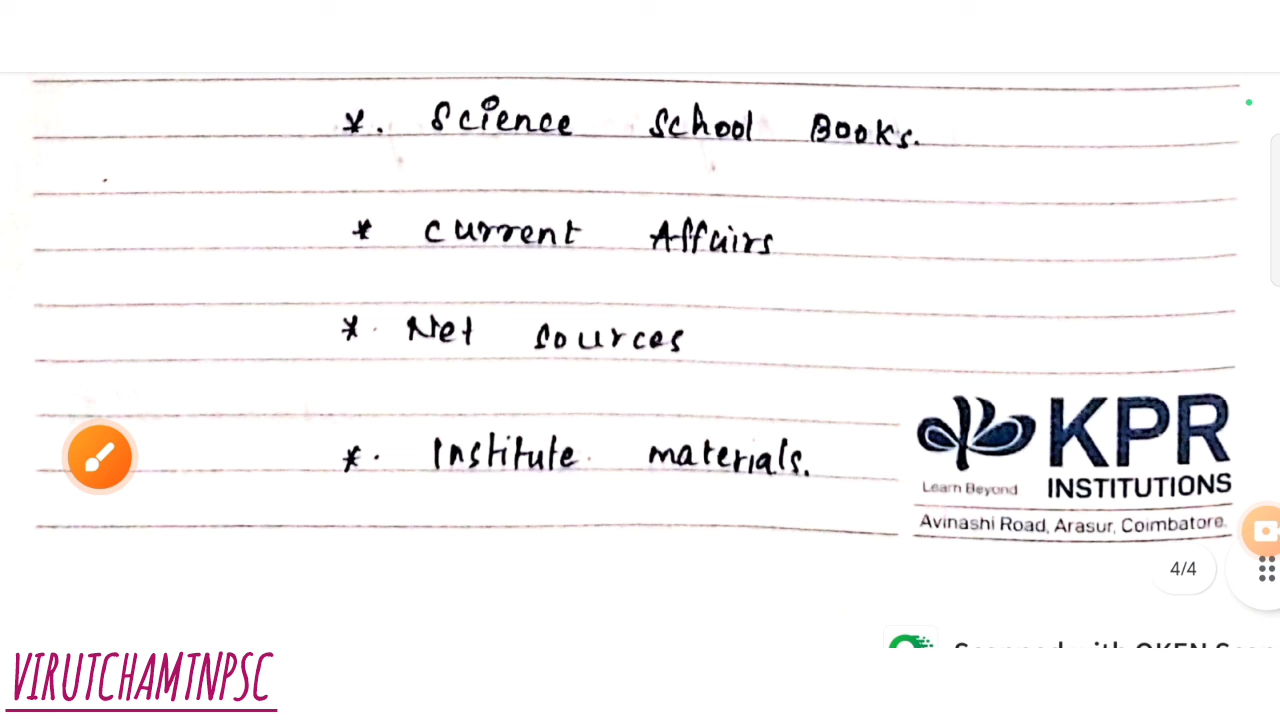 *. Science School Books.
* Current Affairs
*. Net Sources
*. Institute materials.
KPR
Learn Beyond INSTITUTIONS
Avinashi Road, Arasur, Coimbatore.
4/4
VIRUTCHAMTNPSC